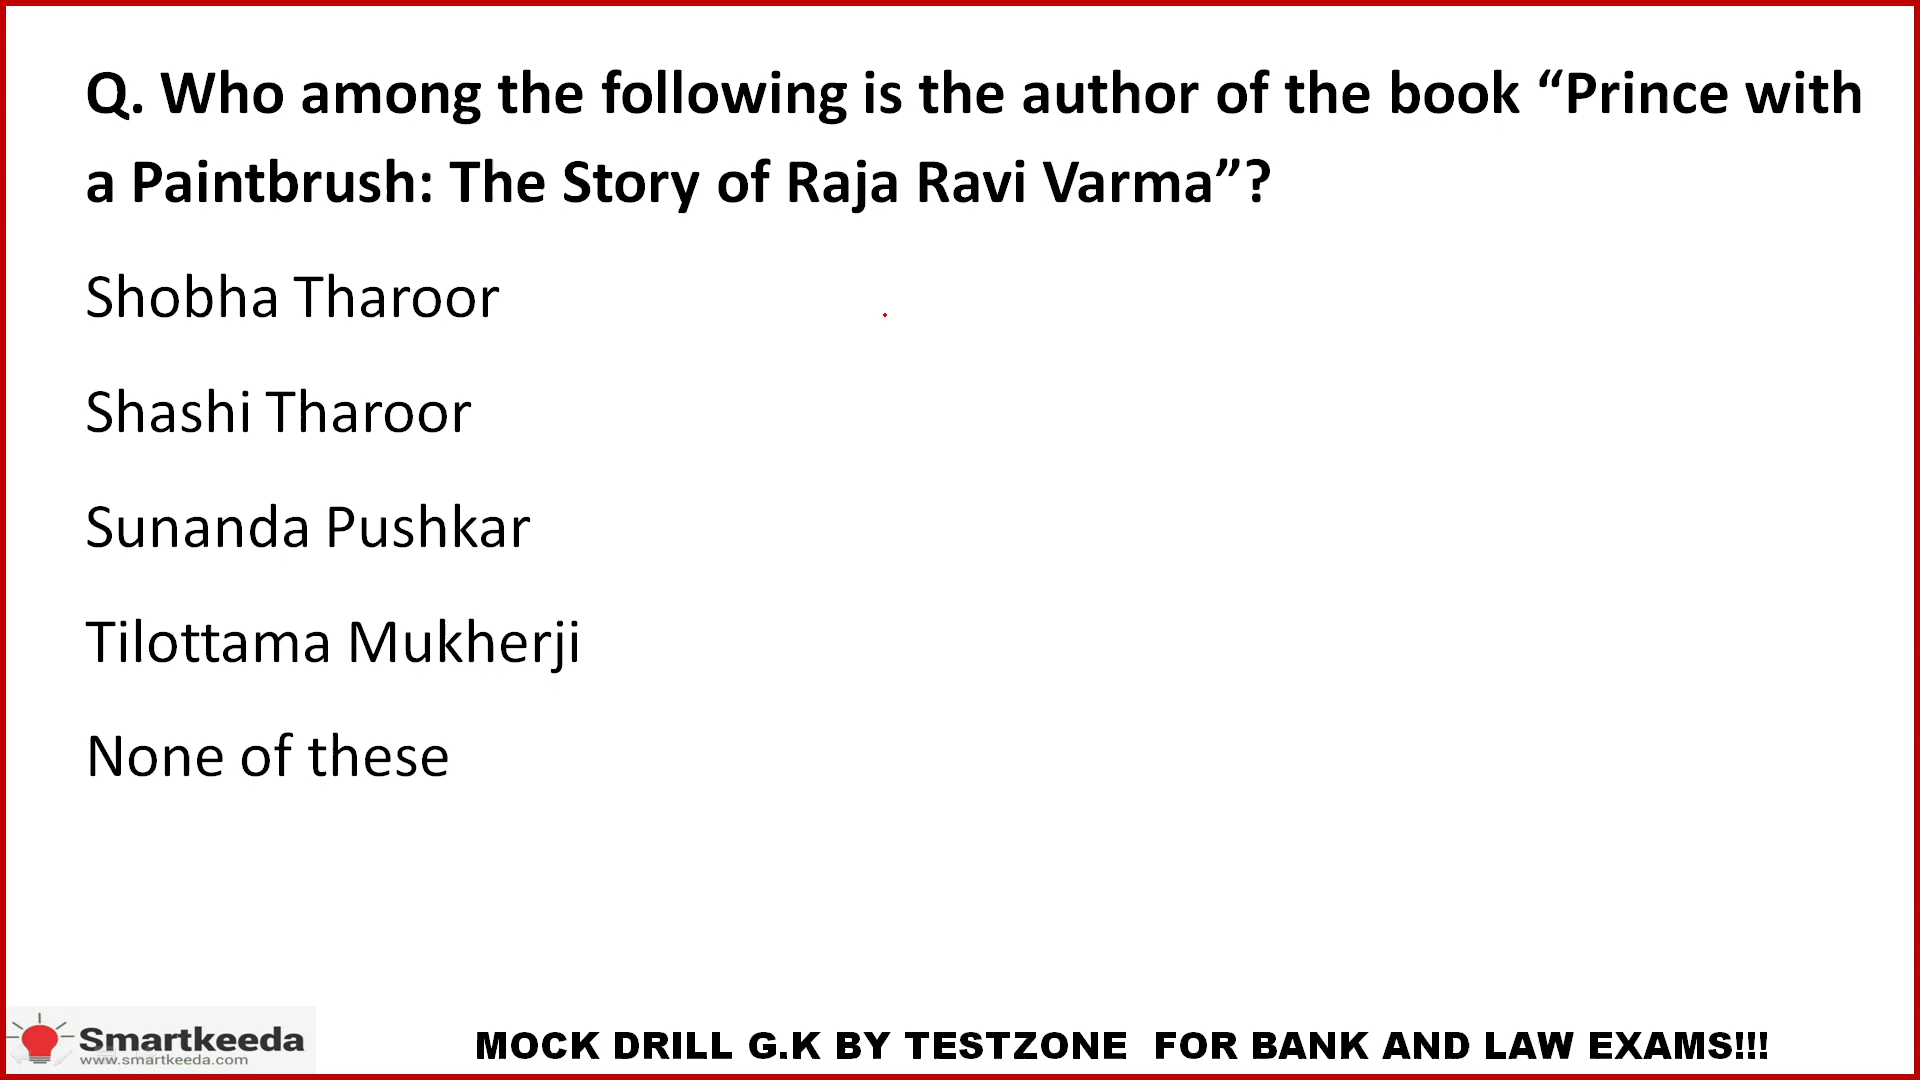 Q. Who among the following is the author of the book “Prince with
a Paintbrush: The Story of Raja Ravi Varma”?
Shobha Tharoor
Shashi Tharoor
Sunanda Pushkar
Tilottama Mukherji
None of these
Smartkeeda
www.smartkeeda.com
MOCK DRILL G.K BY TESTZONE  FOR BANK AND LAW EXAMS!!!